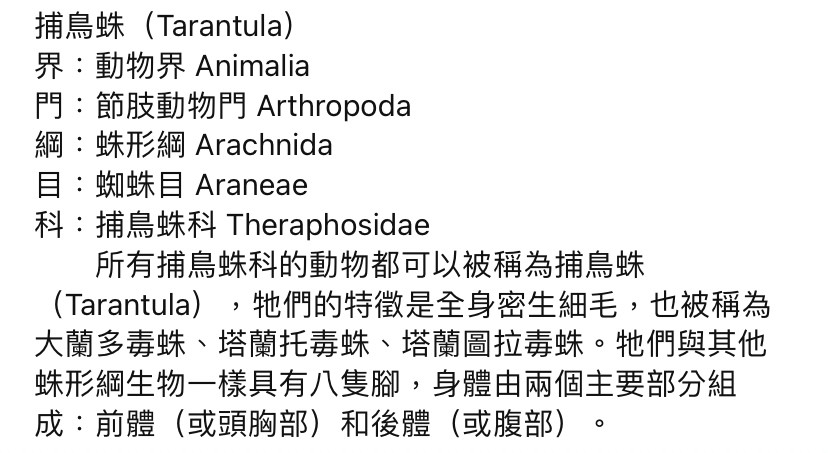 捕鳥蛛（Tarantula）
界：動物界 Animalia
門：節肢動物門 Arthropoda
綱：蛛形綱 Arachnida
目：蜘蛛目 Araneae
科：捕鳥蛛科 Theraphosidae
所有捕鳥蛛科的動物都可以被稱為捕鳥蛛
（Tarantula），牠們的特徵是全身密生細毛，也被稱為
大蘭多毒蛛、塔蘭托毒蛛、塔蘭圖拉毒蛛。牠們與其他
蛛形綱生物一樣具有八隻腳，身體由兩個主要部分組
成：前體（或頭胸部）和後體（或腹部）。